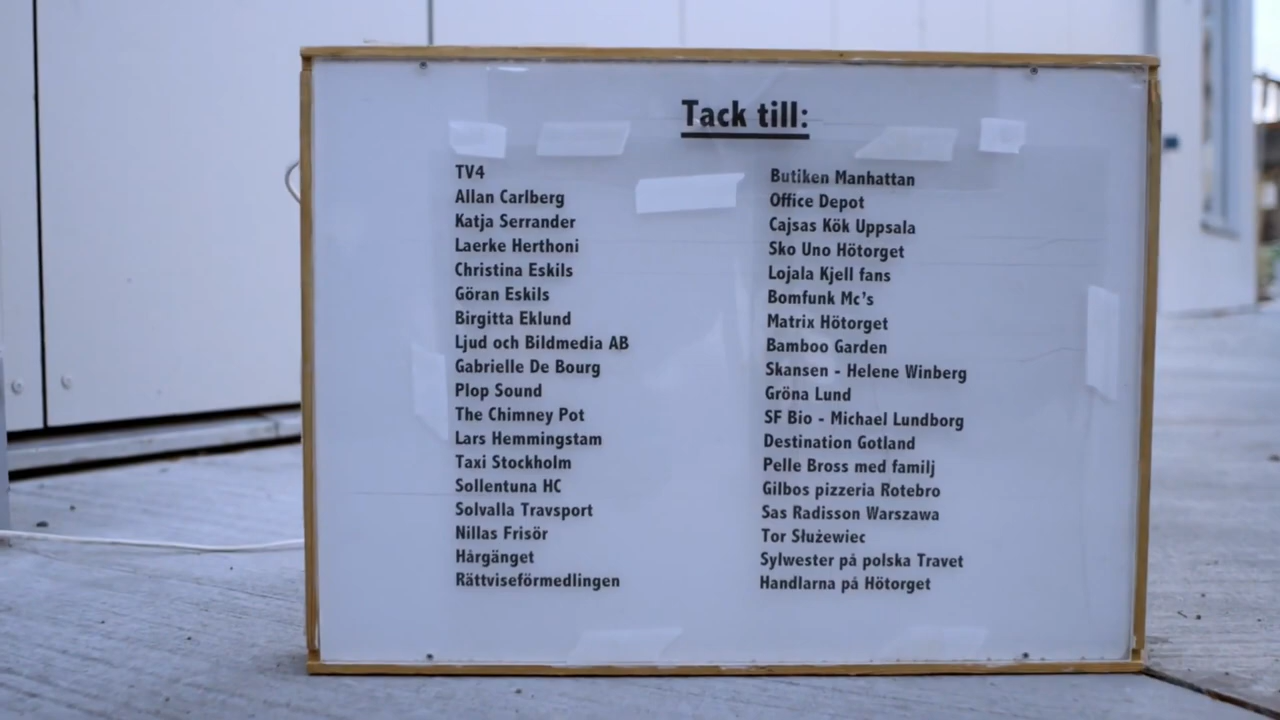 Tack till:
TV4
Allan Carlberg
Katja Serrander
Laerke Herthoni
Christina Eskils
Göran Eskils
Birgitta Eklund
Ljud och Bildmedia AB
Gabrielle De Bourg
Plop Sound
The Chimney Pot
Lars Hemmingstam
Taxi Stockholm
Sollentuna HC
Solvalla Travsport
Nillas Frisör
Hårgänget
Rättviseförmedlingen
Butiken Manhattan
Office Depot
Cajsas Kök Uppsala
Sko Uno Hötorget
Lojala Kjell fans
Bomfunk Mc's
Matrix Hötorget
Bamboo Garden
Skansen - Helene Winberg
Gröna Lund
SF Bio - Michael Lundborg
Destination Gotland
Pelle Bross med familj
Gilbos pizzeria Rotebro
Sas Radisson Warszawa
Tor Służewiec
Sylwester på polska Travet
Handlarna på Hötorget